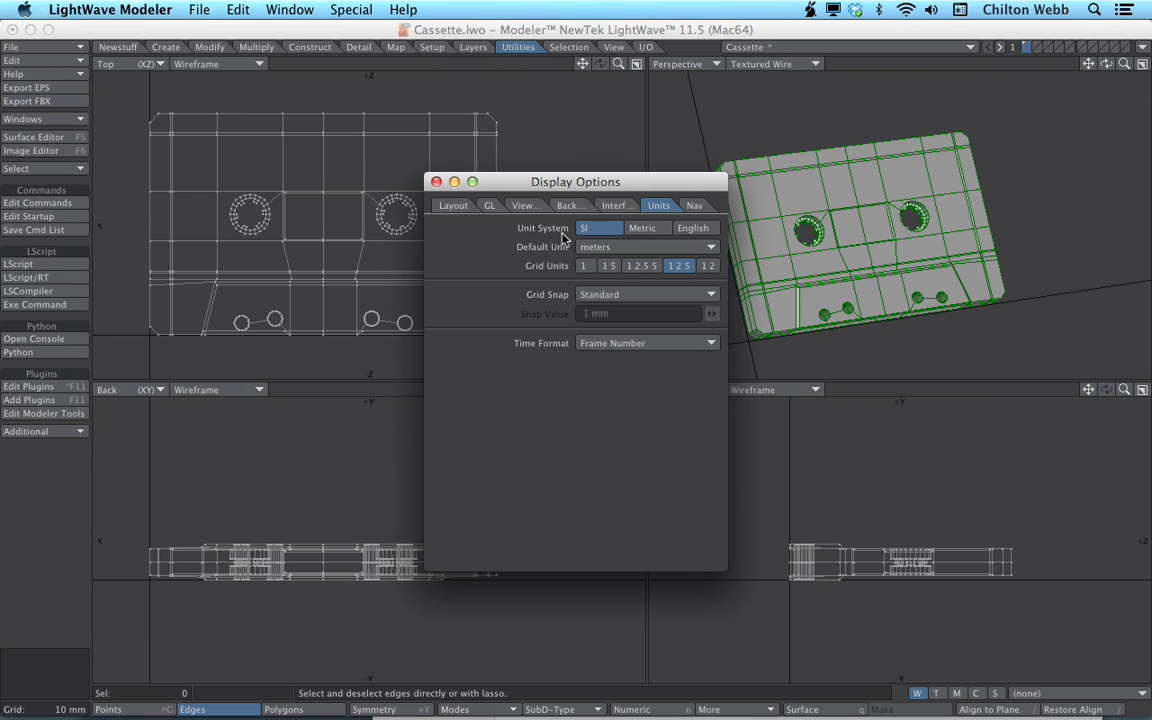 LightWave Modeler File Edit Window Special Help Chilton Webb
Cassette.lwo - Modeler™ NewTek LightWave™ 11.5 (Mac64)
File Newstuff Create Modify Multiply Construct Detail Map Setup Layers Utilities Selection View I/O Cassette * 1
Edit
Help
Export EPS
Export FBX
Windows
Surface Editor F5
Image Editor F6
Select
Commands
Edit Commands
Edit Startup
Save Cmd List
LScript
LScript
LScript/RT
LSCompiler
Exe Command
Python
Open Console
Python
Plugins
Edit Plugins ^F11
Add Plugins F11
Edit Modeler Tools
Additional
Top (XZ) Wireframe
Z
X
-Z
Perspective Textured Wire
Display Options
Layout GL View... Back... Interf... Units Nav
Unit System SI Metric English
Default Unit meters
Grid Units 1 1 5 1 2.5 5 1 2 5 1 2
Grid Snap Standard
Snap Value 1 mm
Time Format Frame Number
Back (XY) Wireframe
+Y
X
-Y
Wireframe
+Y
+Z
-Y
Sel: 0 Select and deselect edges directly or with lasso. W T M C S (none)
Grid: 10 mm Points ^G Edges Polygons Symmetry +Y Modes SubD-Type Numeric n More Surface q Make Align to Plane Restore Align